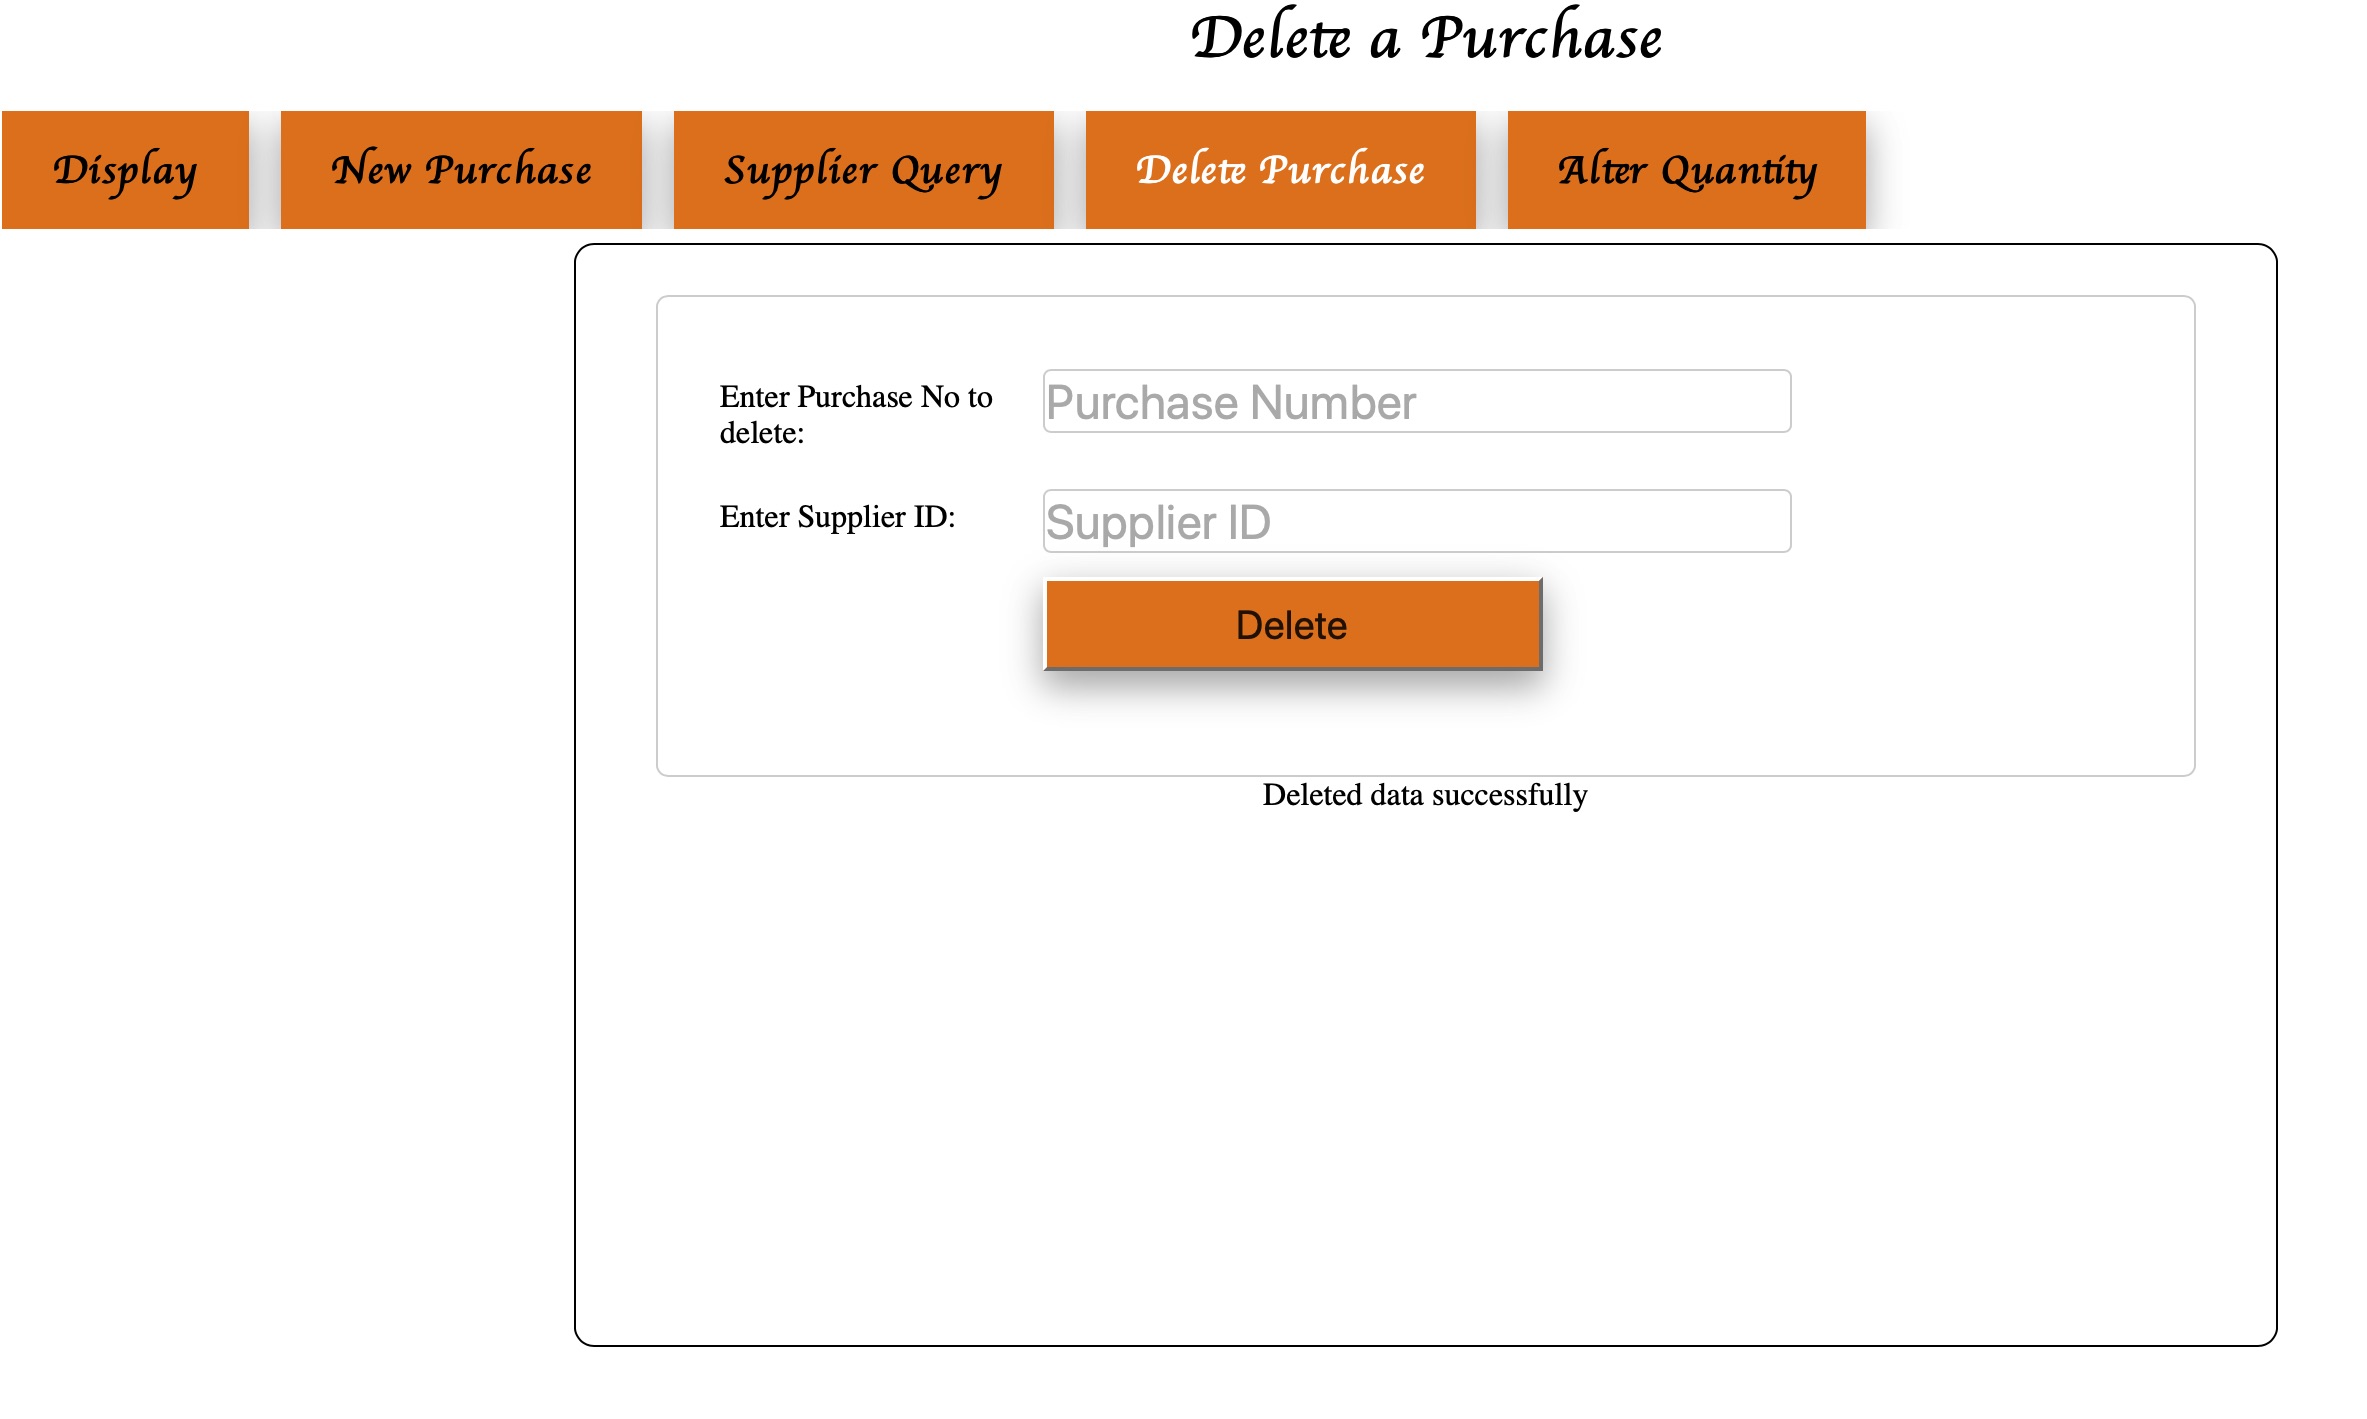 Delete a Purchase
Display New Purchase Supplier Query Delete Purchase Alter Quantity
Enter Purchase No to
delete:
Purchase Number
Enter Supplier ID:
Supplier ID
Delete
Deleted data successfully